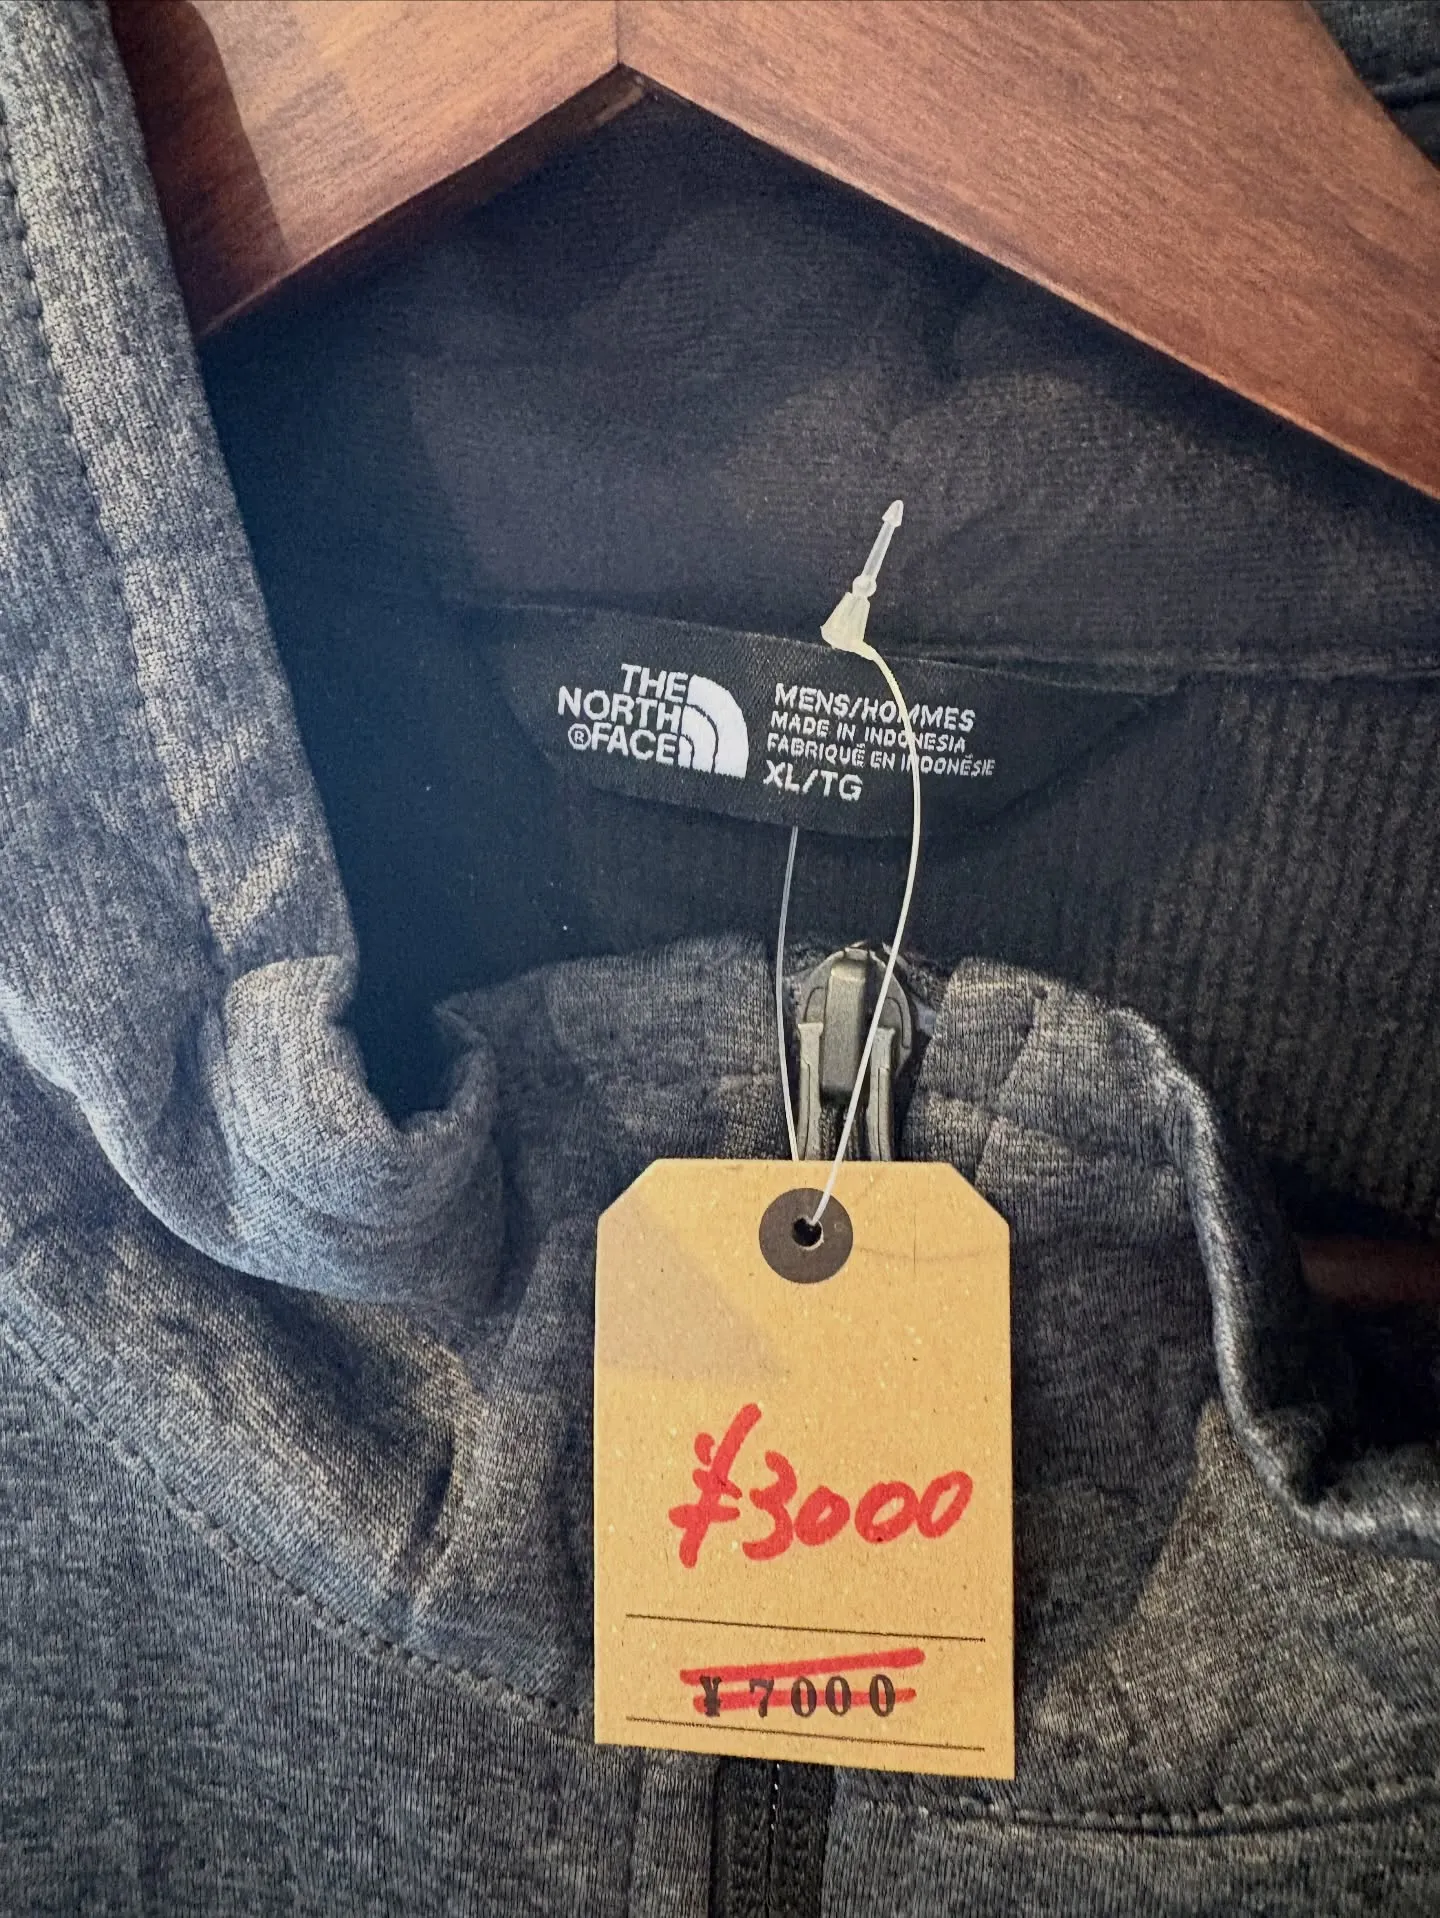 THE
NORTH
®FACE
MENS/HOMMES
MADE IN INDONESIA
FABRIQUÉ EN INDONÉSIE
XL/TG
¥3000
¥7000